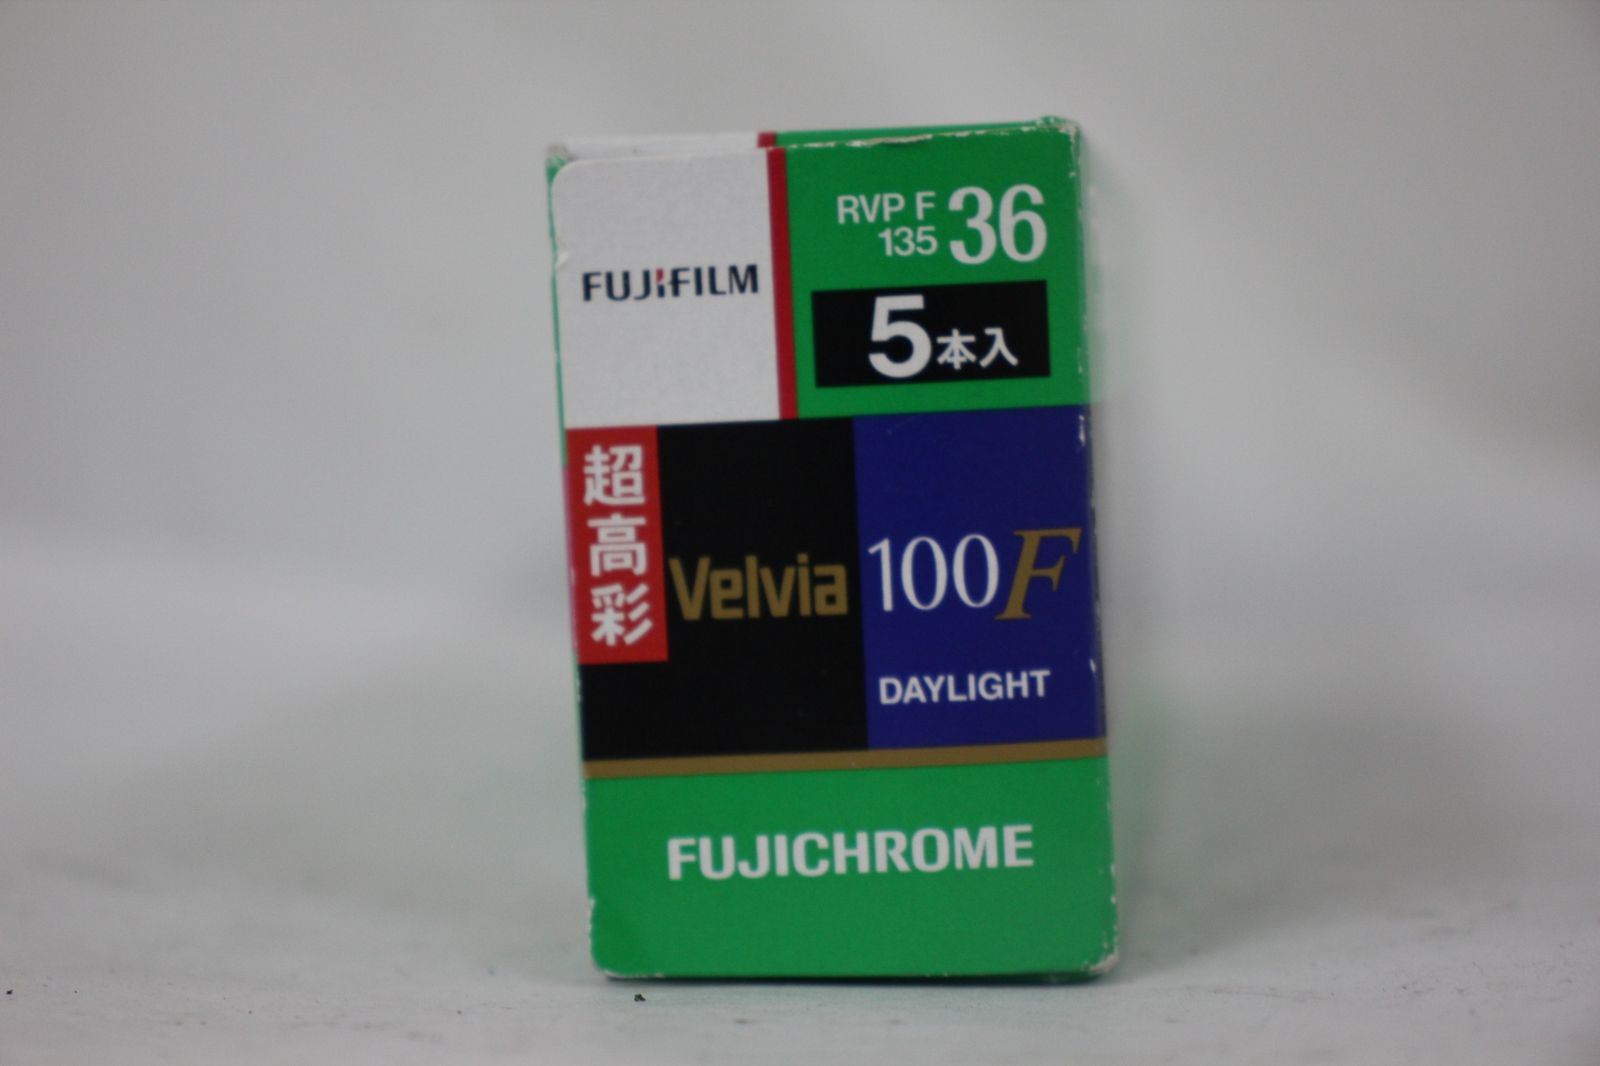 FUJIFILM
RVP F
135 36
5本入
超高彩
Velvia
100F
DAYLIGHT
FUJICHROME